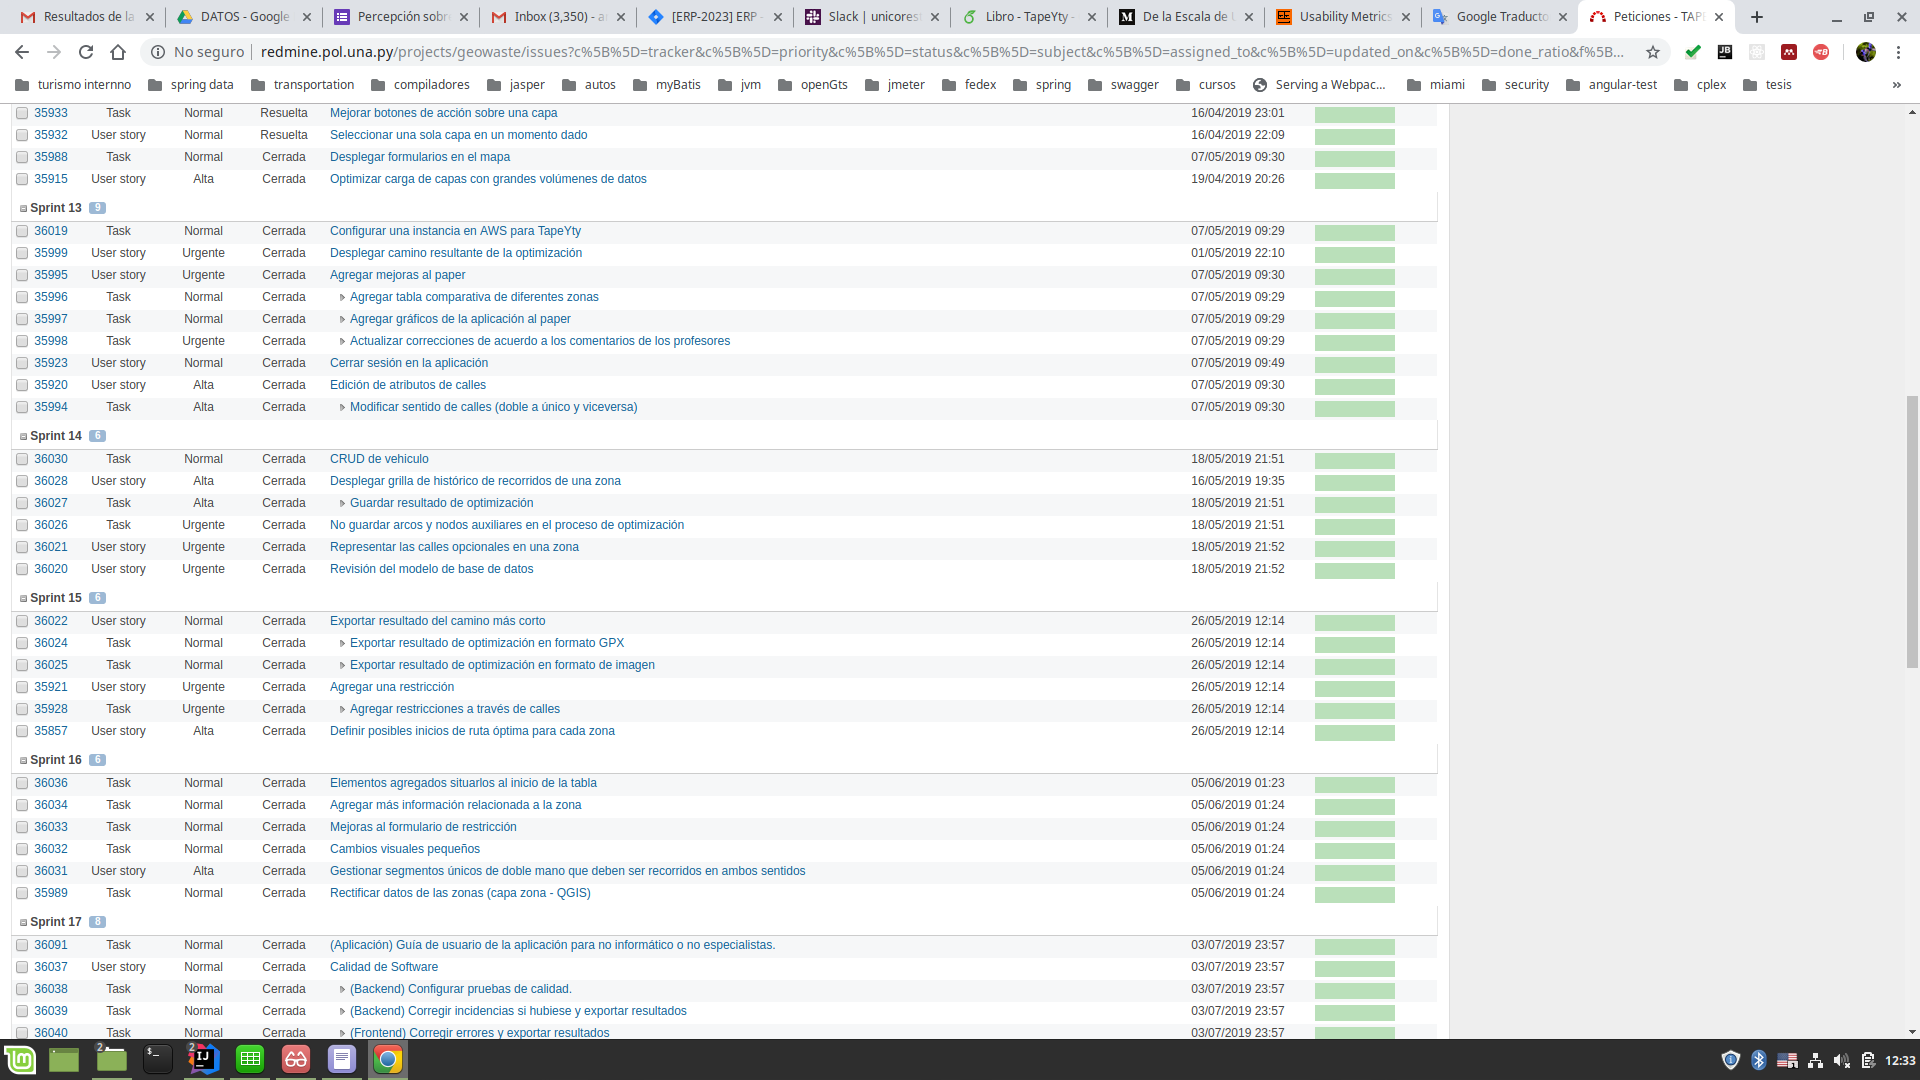 Resultados de la
DATOS - Google
Percepción sobr
Inbox (3,350) - a
[ERP-2023] ERP -
Slack | unicores
Libro - TapeYty -
De la Escala de
Usability Metrics
Google Traducto
Peticiones - TAP
No seguro | redmine.pol.una.py/projects/geowaste/issues?c%5B%5D=tracker&c%5B%5D=priority&c%5B%5D=status&c%5B%5D=subject&c%5B%5D=assigned_to&c%5B%5D=updated_on&c%5B%5D=done_ratio&f%5B...
turismo internno spring data transportation compiladores jasper autos myBatis jvm openGts jmeter fedex spring swagger cursos Serving a Webpac... miami security angular-test cplex tesis »
35933 Task Normal Resuelta Mejorar botones de acción sobre una capa 16/04/2019 23:01
35932 User story Normal Resuelta Seleccionar una sola capa en un momento dado 16/04/2019 22:09
35988 Task Normal Cerrada Desplegar formularios en el mapa 07/05/2019 09:30
35915 User story Alta Cerrada Optimizar carga de capas con grandes volúmenes de datos 19/04/2019 20:26
Sprint 13 9
36019 Task Normal Cerrada Configurar una instancia en AWS para TapeYty 07/05/2019 09:29
35999 User story Urgente Cerrada Desplegar camino resultante de la optimización 01/05/2019 22:10
35995 User story Urgente Cerrada Agregar mejoras al paper 07/05/2019 09:30
35996 Task Normal Cerrada Agregar tabla comparativa de diferentes zonas 07/05/2019 09:29
35997 Task Normal Cerrada Agregar gráficos de la aplicación al paper 07/05/2019 09:29
35998 Task Urgente Cerrada Actualizar correcciones de acuerdo a los comentarios de los profesores 07/05/2019 09:29
35923 User story Normal Cerrada Cerrar sesión en la aplicación 07/05/2019 09:49
35920 User story Alta Cerrada Edición de atributos de calles 07/05/2019 09:30
35994 Task Alta Cerrada Modificar sentido de calles (doble a único y viceversa) 07/05/2019 09:30
Sprint 14 6
36030 Task Normal Cerrada CRUD de vehiculo 18/05/2019 21:51
36028 User story Alta Cerrada Desplegar grilla de histórico de recorridos de una zona 16/05/2019 19:35
36027 Task Alta Cerrada Guardar resultado de optimización 18/05/2019 21:51
36026 Task Urgente Cerrada No guardar arcos y nodos auxiliares en el proceso de optimización 18/05/2019 21:51
36021 User story Urgente Cerrada Representar las calles opcionales en una zona 18/05/2019 21:52
36020 User story Urgente Cerrada Revisión del modelo de base de datos 18/05/2019 21:52
Sprint 15 6
36022 User story Normal Cerrada Exportar resultado del camino más corto 26/05/2019 12:14
36024 Task Normal Cerrada Exportar resultado de optimización en formato GPX 26/05/2019 12:14
36025 Task Normal Cerrada Exportar resultado de optimización en formato de imagen 26/05/2019 12:14
35921 User story Urgente Cerrada Agregar una restricción 26/05/2019 12:14
35928 Task Urgente Cerrada Agregar restricciones a través de calles 26/05/2019 12:14
35857 User story Alta Cerrada Definir posibles inicios de ruta óptima para cada zona 26/05/2019 12:14
Sprint 16 6
36036 Task Normal Cerrada Elementos agregados situarlos al inicio de la tabla 05/06/2019 01:23
36034 Task Normal Cerrada Agregar más información relacionada a la zona 05/06/2019 01:24
36033 Task Normal Cerrada Mejoras al formulario de restricción 05/06/2019 01:24
36032 Task Normal Cerrada Cambios visuales pequeños 05/06/2019 01:24
36031 User story Alta Cerrada Gestionar segmentos únicos de doble mano que deben ser recorridos en ambos sentidos 05/06/2019 01:24
35989 Task Normal Cerrada Rectificar datos de las zonas (capa zona - QGIS) 05/06/2019 01:24
Sprint 17 8
36091 Task Normal Cerrada (Aplicación) Guía de usuario de la aplicación para no informático o no especialistas. 03/07/2019 23:57
36037 User story Normal Cerrada Calidad de Software 03/07/2019 23:57
36038 Task Normal Cerrada (Backend) Configurar pruebas de calidad. 03/07/2019 23:57
36039 Task Normal Cerrada (Backend) Corregir incidencias si hubiese y exportar resultados 03/07/2019 23:57
36040 Task Normal Cerrada (Frontend) Corregir errores y exportar resultados 03/07/2019 23:57
2 2 IJ 12:33